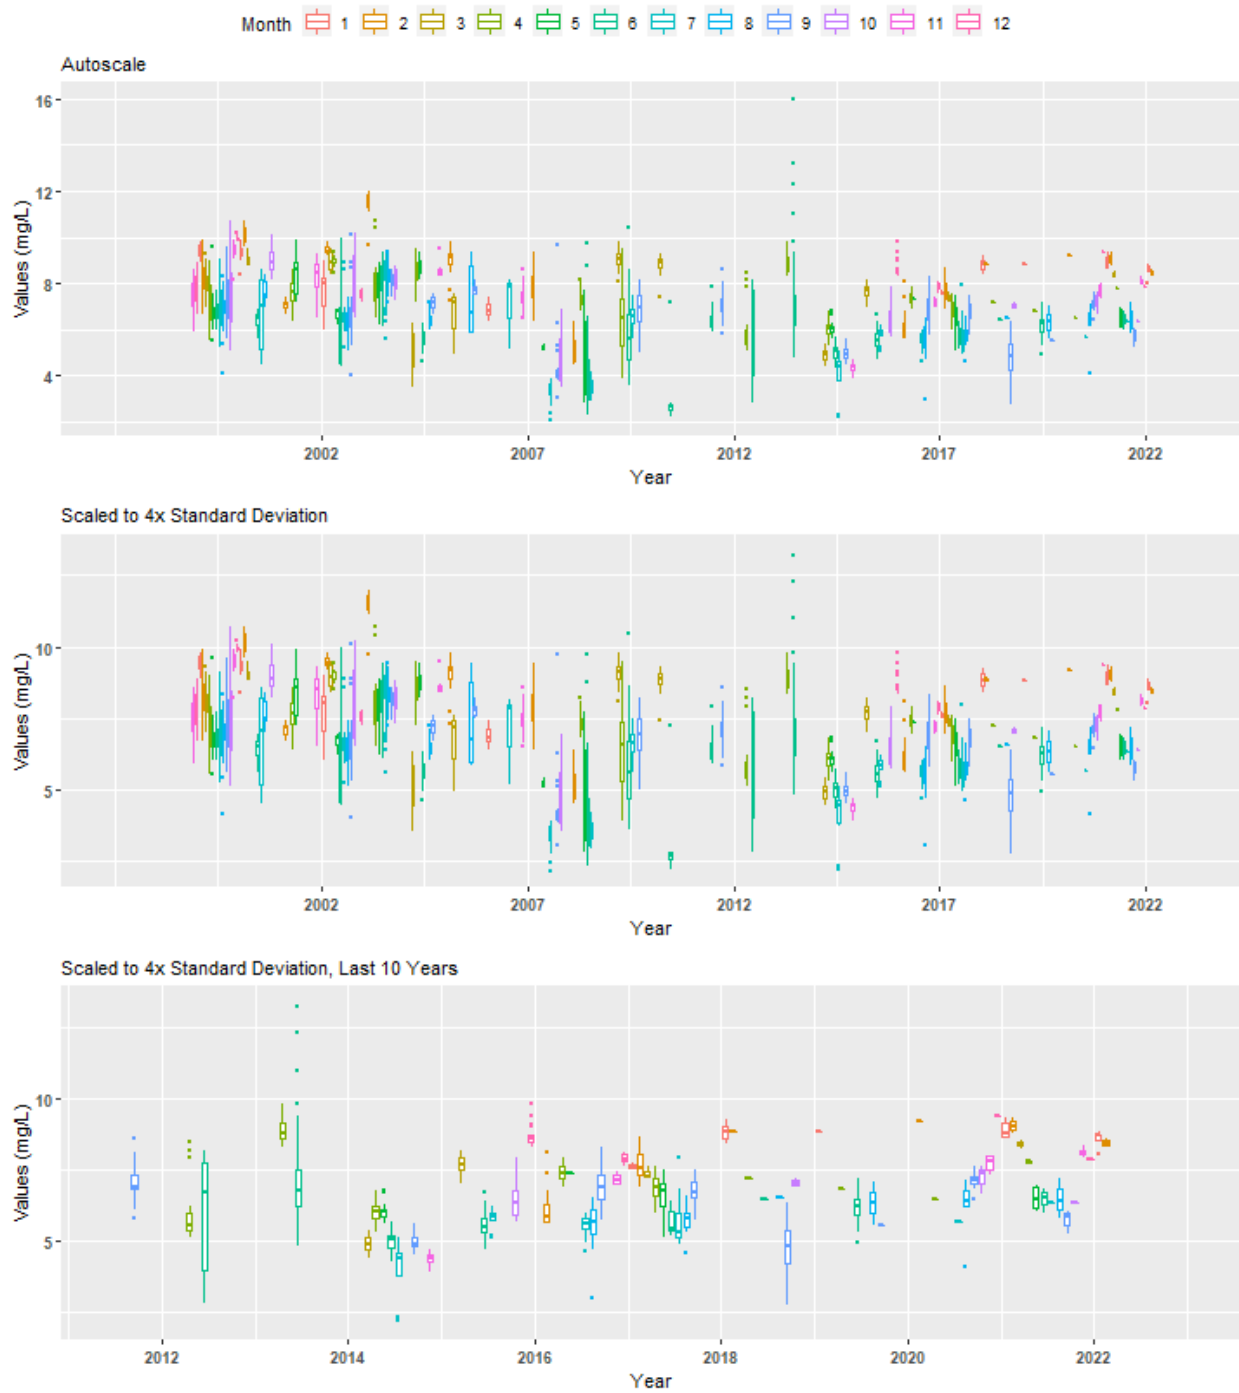 Month 1 2 3 4 5 6 7 8 9 10 11 12
Autoscale
16
12
8
4
Values (mg/L)
2002 2007 2012 2017 2022
Year
Scaled to 4x Standard Deviation
10
5
Values (mg/L)
2002 2007 2012 2017 2022
Year
Scaled to 4x Standard Deviation, Last 10 Years
10
5
Values (mg/L)
2012 2014 2016 2018 2020 2022
Year